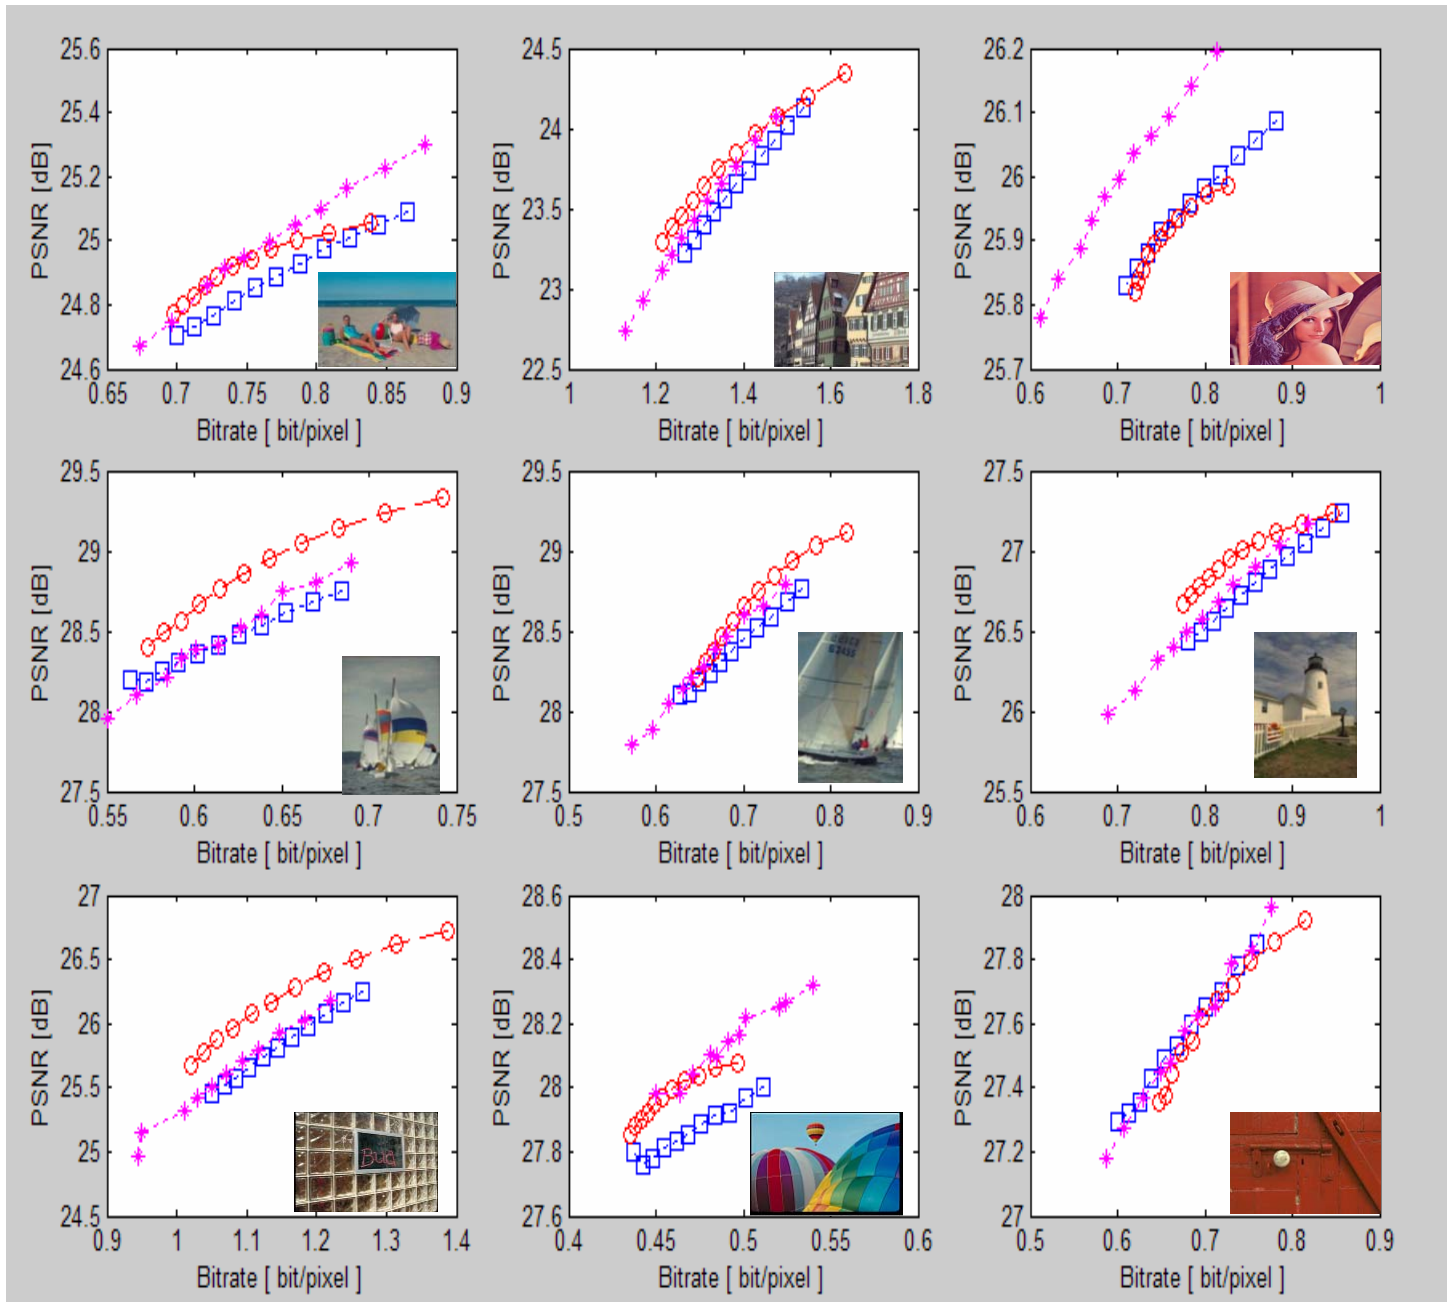 25.6
25.4
25.2
25
24.8
24.6
0.65 0.7 0.75 0.8 0.85 0.9
PSNR [dB]
Bitrate [ bit/pixel ]
24.5
24
23.5
23
22.5
1 1.2 1.4 1.6 1.8
PSNR [dB]
Bitrate [ bit/pixel ]
26.2
26.1
26
25.9
25.8
25.7
0.6 0.7 0.8 0.9 1
PSNR [dB]
Bitrate [ bit/pixel ]
29.5
29
28.5
28
27.5
0.55 0.6 0.65 0.7 0.75
PSNR [dB]
Bitrate [ bit/pixel ]
29.5
29
28.5
28
27.5
0.5 0.6 0.7 0.8 0.9
PSNR [dB]
Bitrate [ bit/pixel ]
27.5
27
26.5
26
25.5
0.6 0.7 0.8 0.9 1
PSNR [dB]
Bitrate [ bit/pixel ]
27
26.5
26
25.5
25
24.5
0.9 1 1.1 1.2 1.3 1.4
PSNR [dB]
Bitrate [ bit/pixel ]
Bud
28.6
28.4
28.2
28
27.8
27.6
0.4 0.45 0.5 0.55 0.6
PSNR [dB]
Bitrate [ bit/pixel ]
28
27.8
27.6
27.4
27.2
27
0.5 0.6 0.7 0.8 0.9
PSNR [dB]
Bitrate [ bit/pixel ]